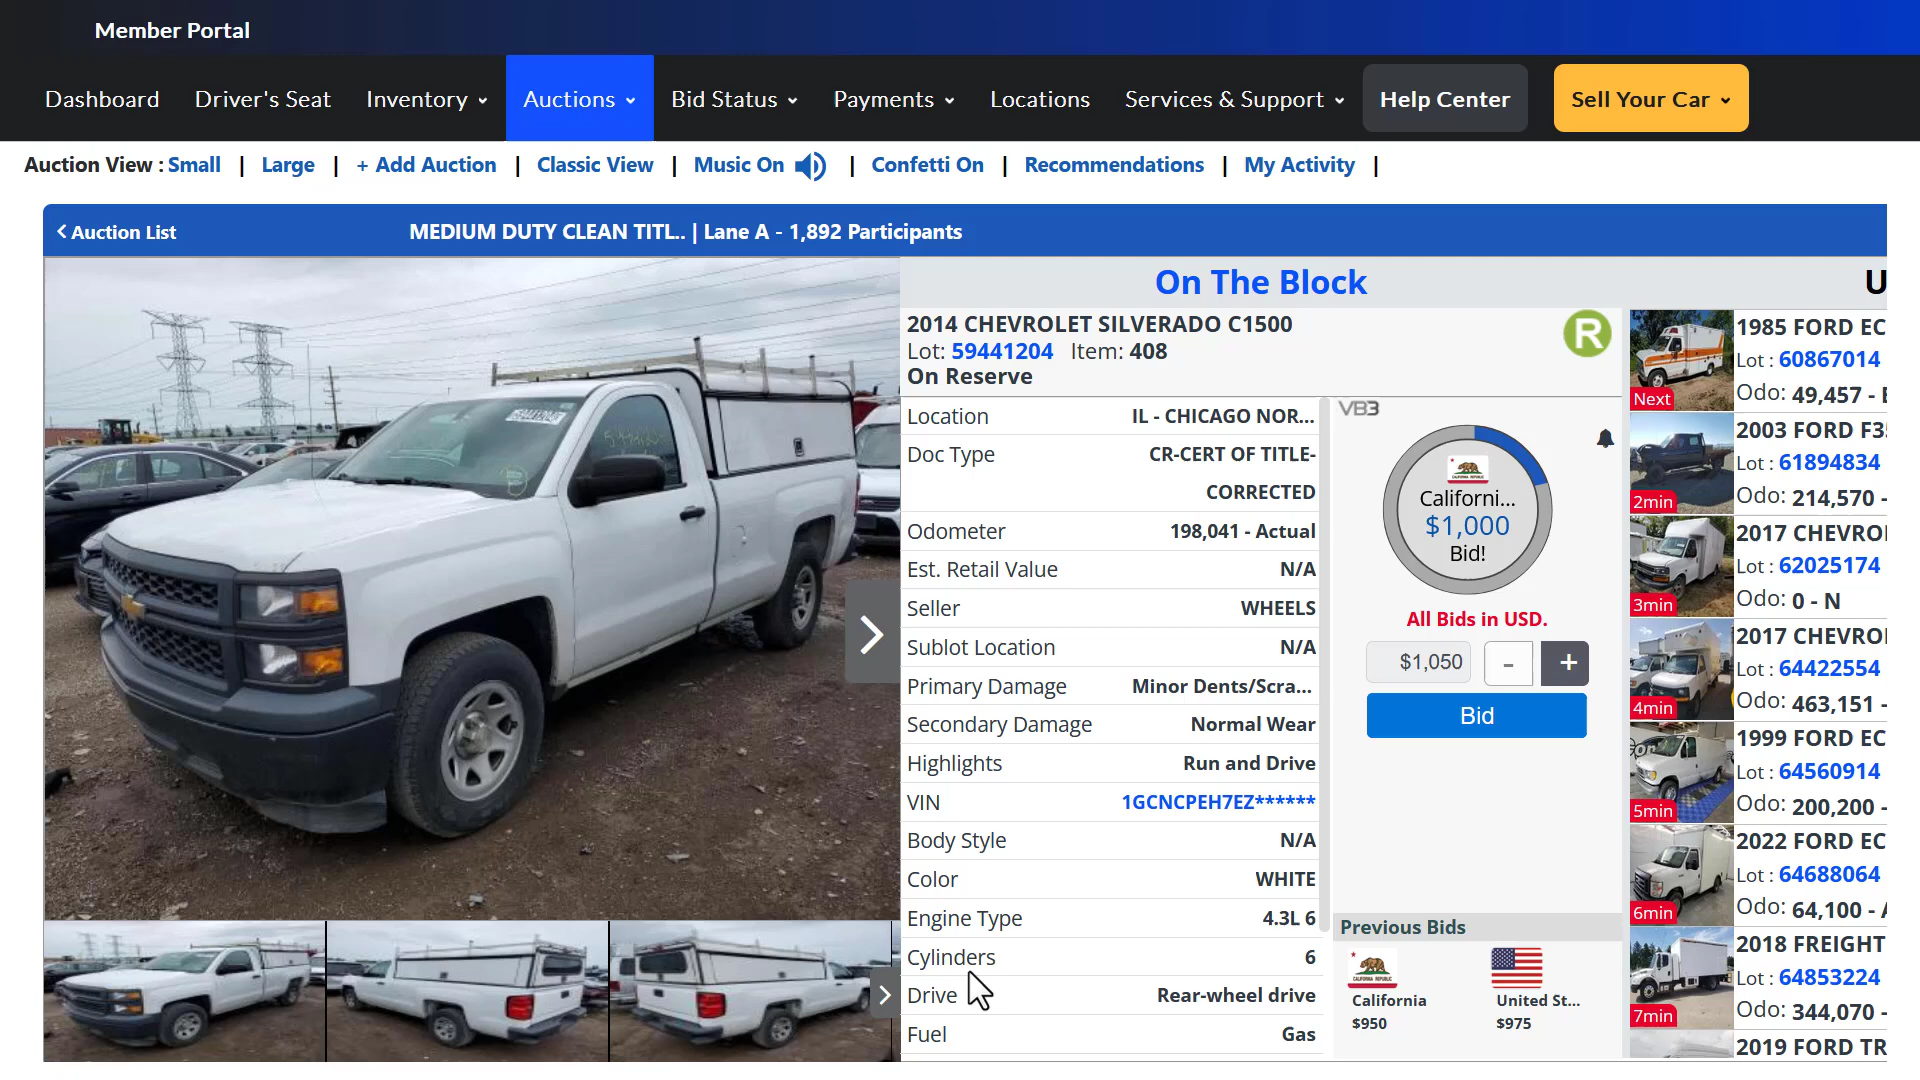 Member Portal
Dashboard Driver's Seat Inventory Auctions Bid Status Payments Locations Services & Support Help Center Sell Your Car
Auction View : Small | Large | + Add Auction | Classic View | Music On | Confetti On | Recommendations | My Activity |
Auction List
MEDIUM DUTY CLEAN TITL.. | Lane A - 1,892 Participants
On The Block
2014 CHEVROLET SILVERADO C1500
Lot: 59441204 Item: 408
On Reserve
R
Location IL - CHICAGO NOR...
Doc Type CR-CERT OF TITLE-
CORRECTED
Odometer 198,041 - Actual
Est. Retail Value N/A
Seller WHEELS
Sublot Location N/A
Primary Damage Minor Dents/Scra...
Secondary Damage Normal Wear
Highlights Run and Drive
VIN 1GCNCPEH7EZ******
Body Style N/A
Color WHITE
Engine Type 4.3L 6
Cylinders 6
Drive Rear-wheel drive
Fuel Gas
VB3
Californi...
$1,000
Bid!
All Bids in USD.
$1,050 - +
Bid
Previous Bids
California
$950
United St...
$975
U
1985 FORD EC
Lot : 60867014
Odo: 49,457 - E
Next
2003 FORD F35
Lot : 61894834
Odo: 214,570 -
2min
2017 CHEVROL
Lot : 62025174
Odo: 0 - N
3min
2017 CHEVROL
Lot : 64422554
Odo: 463,151 -
4min
1999 FORD EC
Lot : 64560914
Odo: 200,200 -
5min
2022 FORD EC
Lot : 64688064
Odo: 64,100 - A
6min
2018 FREIGHT
Lot : 64853224
Odo: 344,070 -
7min
2019 FORD TR